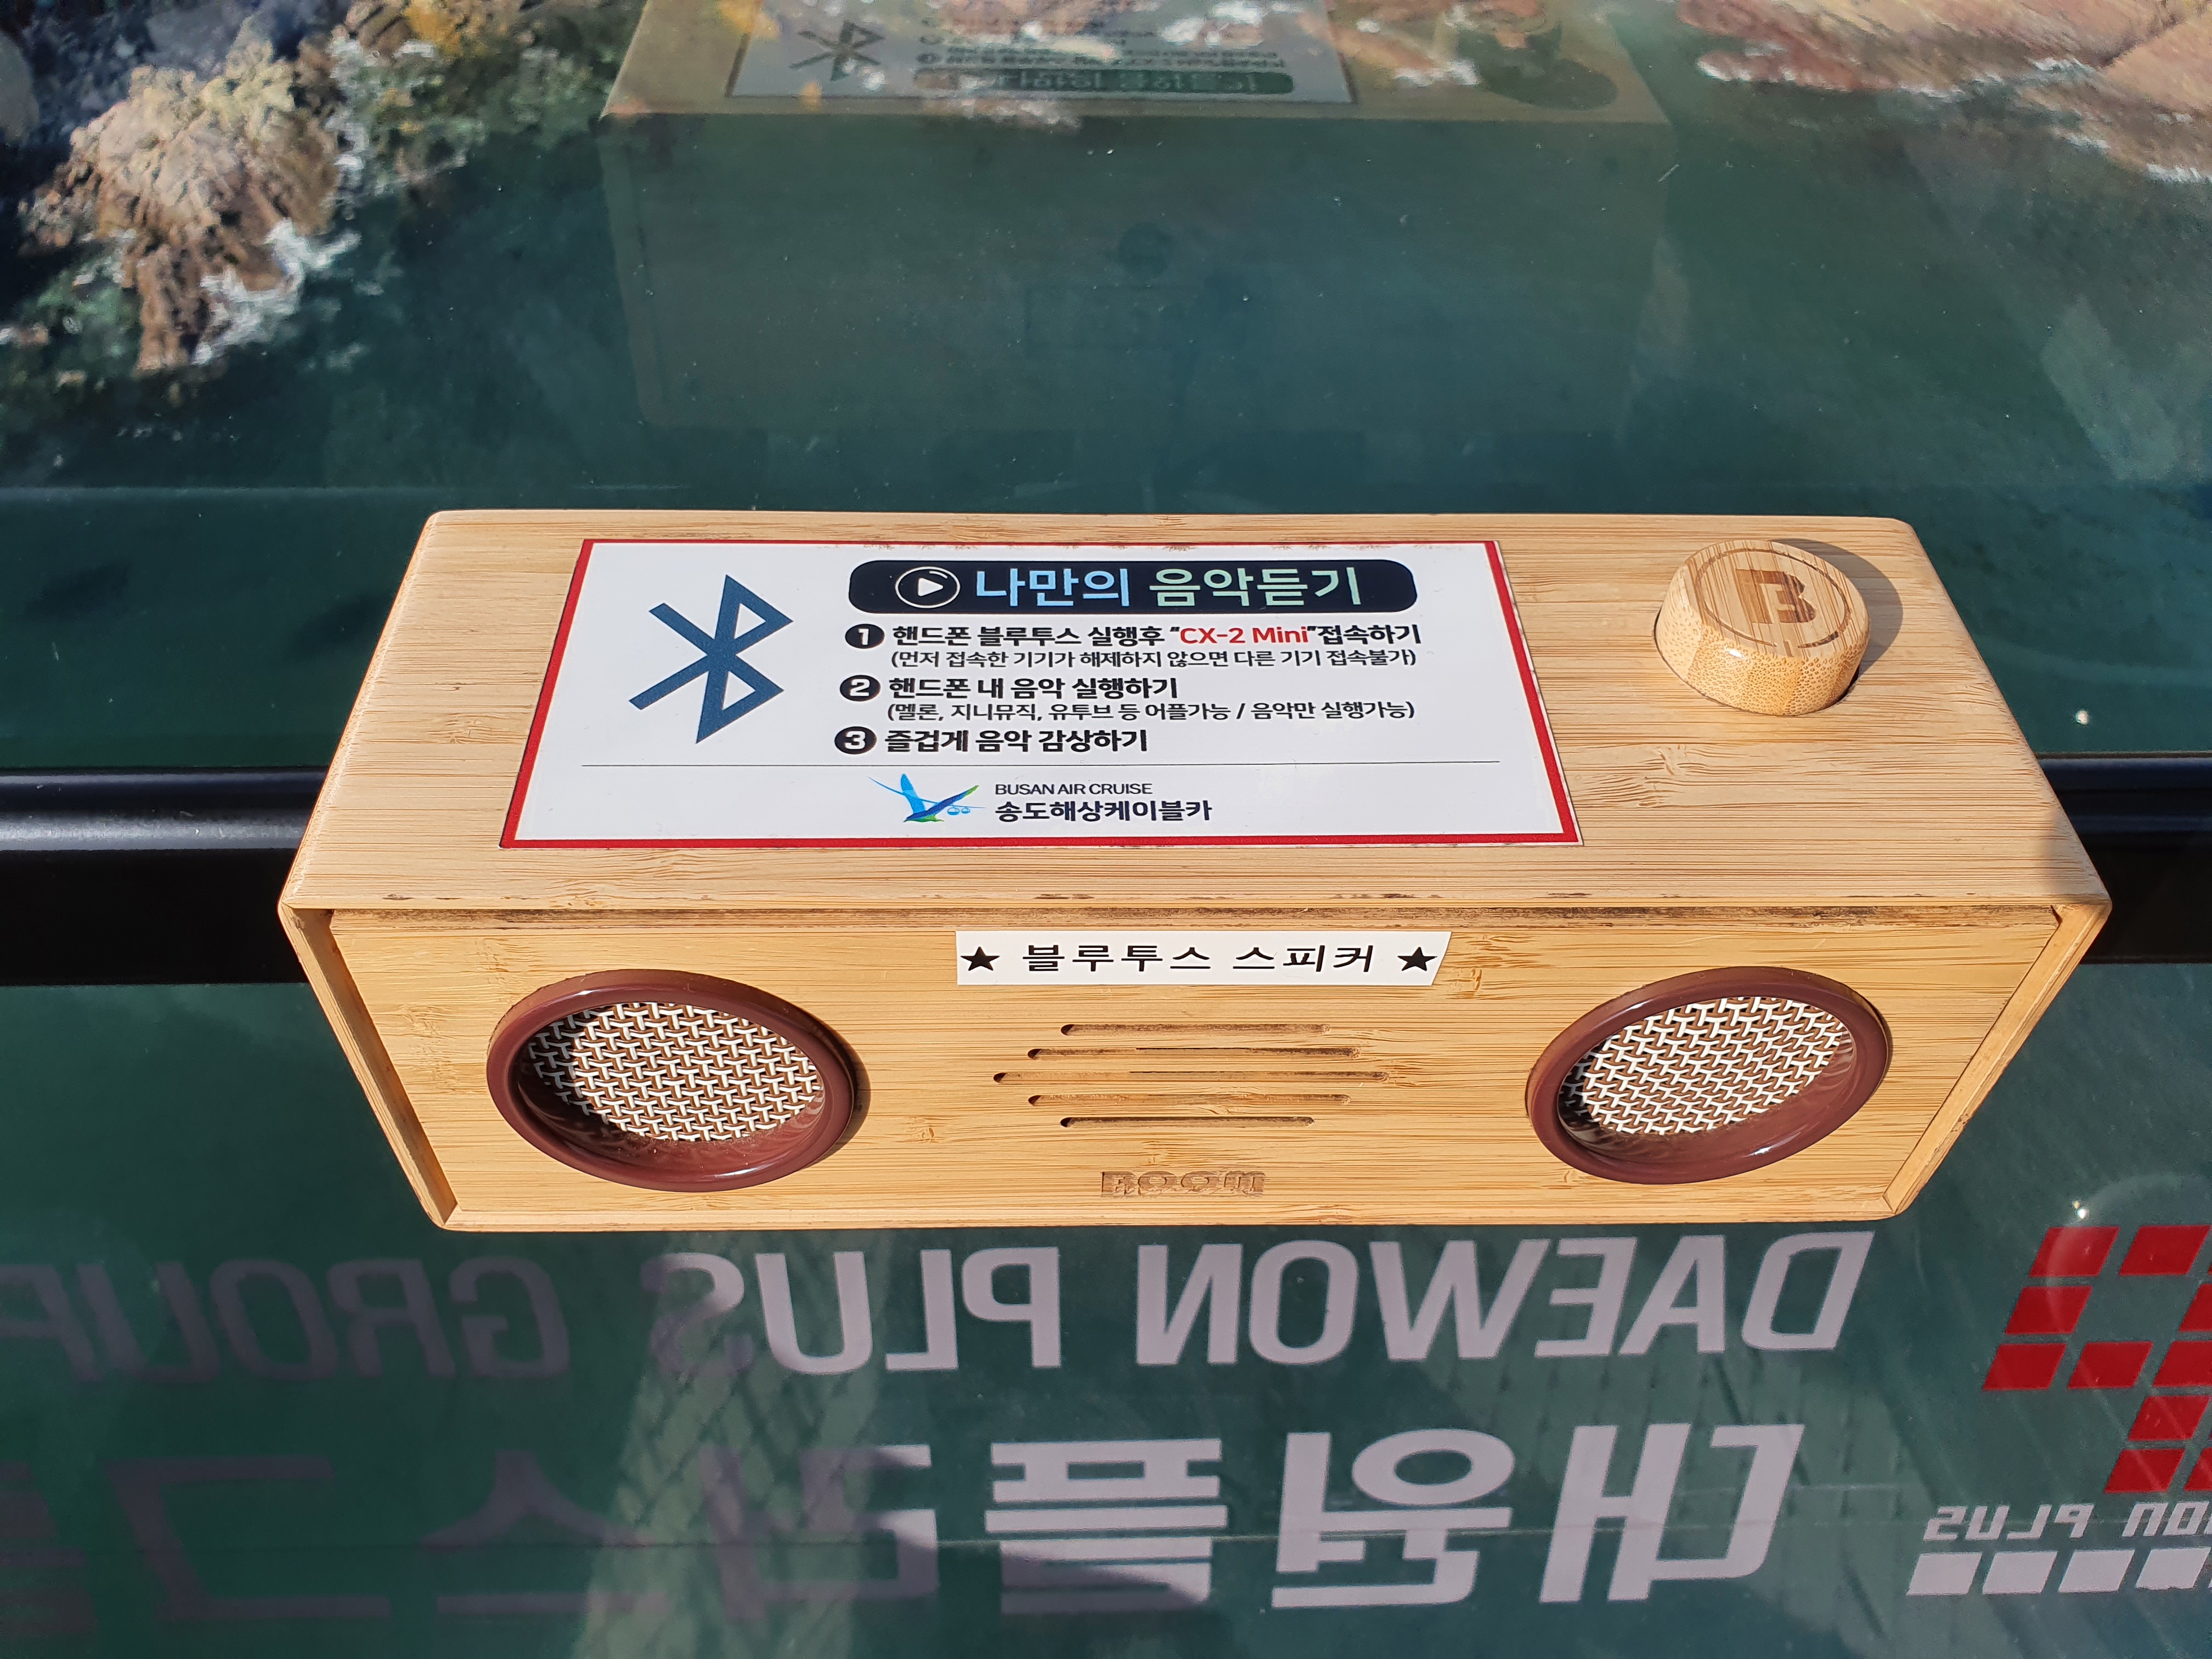 나만의 음악듣기
1 핸드폰 블루투스 실행후 "CX-2 Mini"접속하기
(먼저 접속한 기기가 해제하지 않으면 다른 기기 접속불가)
2 핸드폰 내 음악 실행하기
(멜론, 지니뮤직, 유투브 등 어플가능 / 음악만 실행가능)
3 즐겁게 음악 감상하기
BUSAN AIR CRUISE
송도해상케이블카
B
★ 블루투스 스피커 ★
DAEWON PLUS GROUP
대원플러스그룹
PLUS